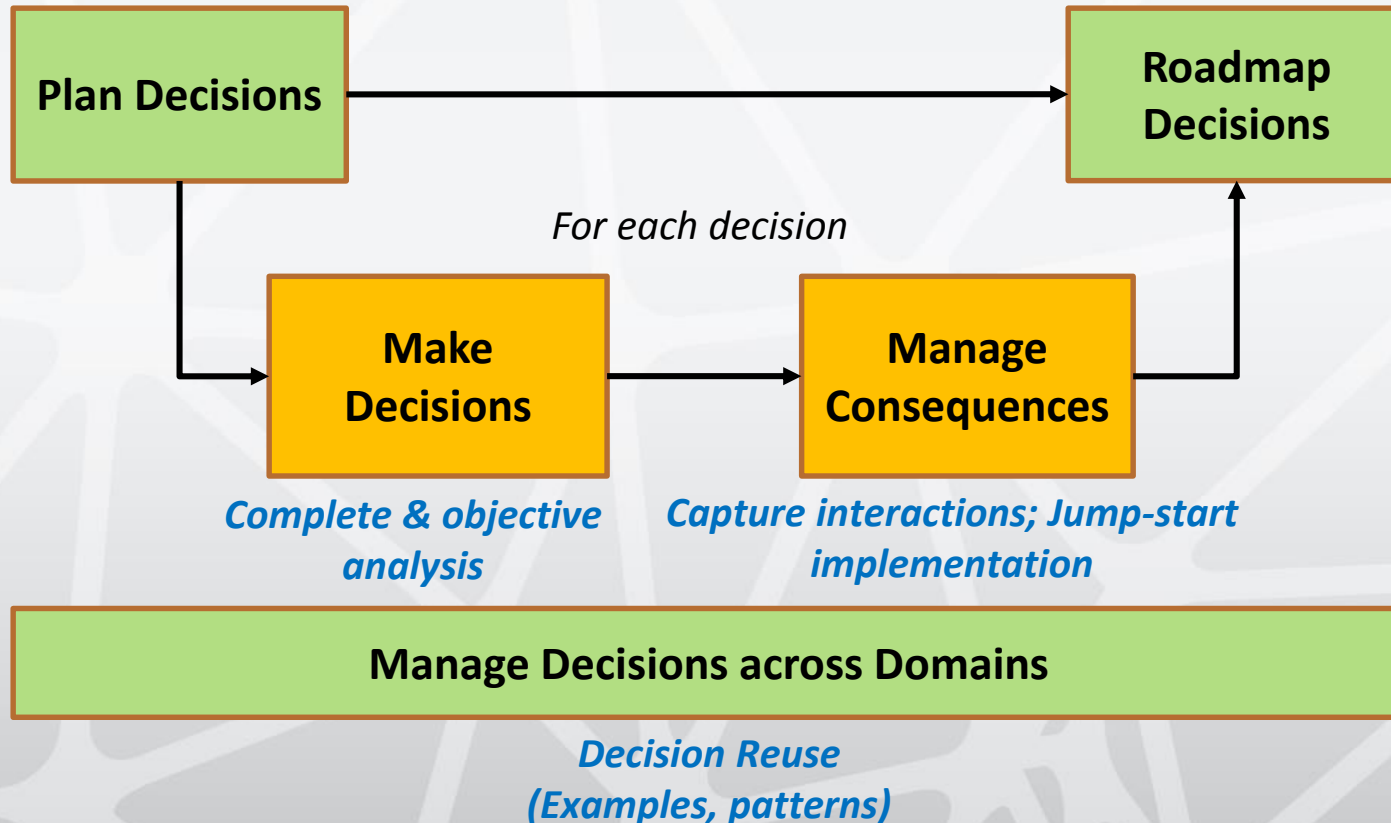 Plan Decisions
Roadmap
Decisions
For each decision
Make
Decisions
Manage
Consequences
Complete & objective
analysis
Capture interactions; Jump-start
implementation
Manage Decisions across Domains
Decision Reuse
(Examples, patterns)